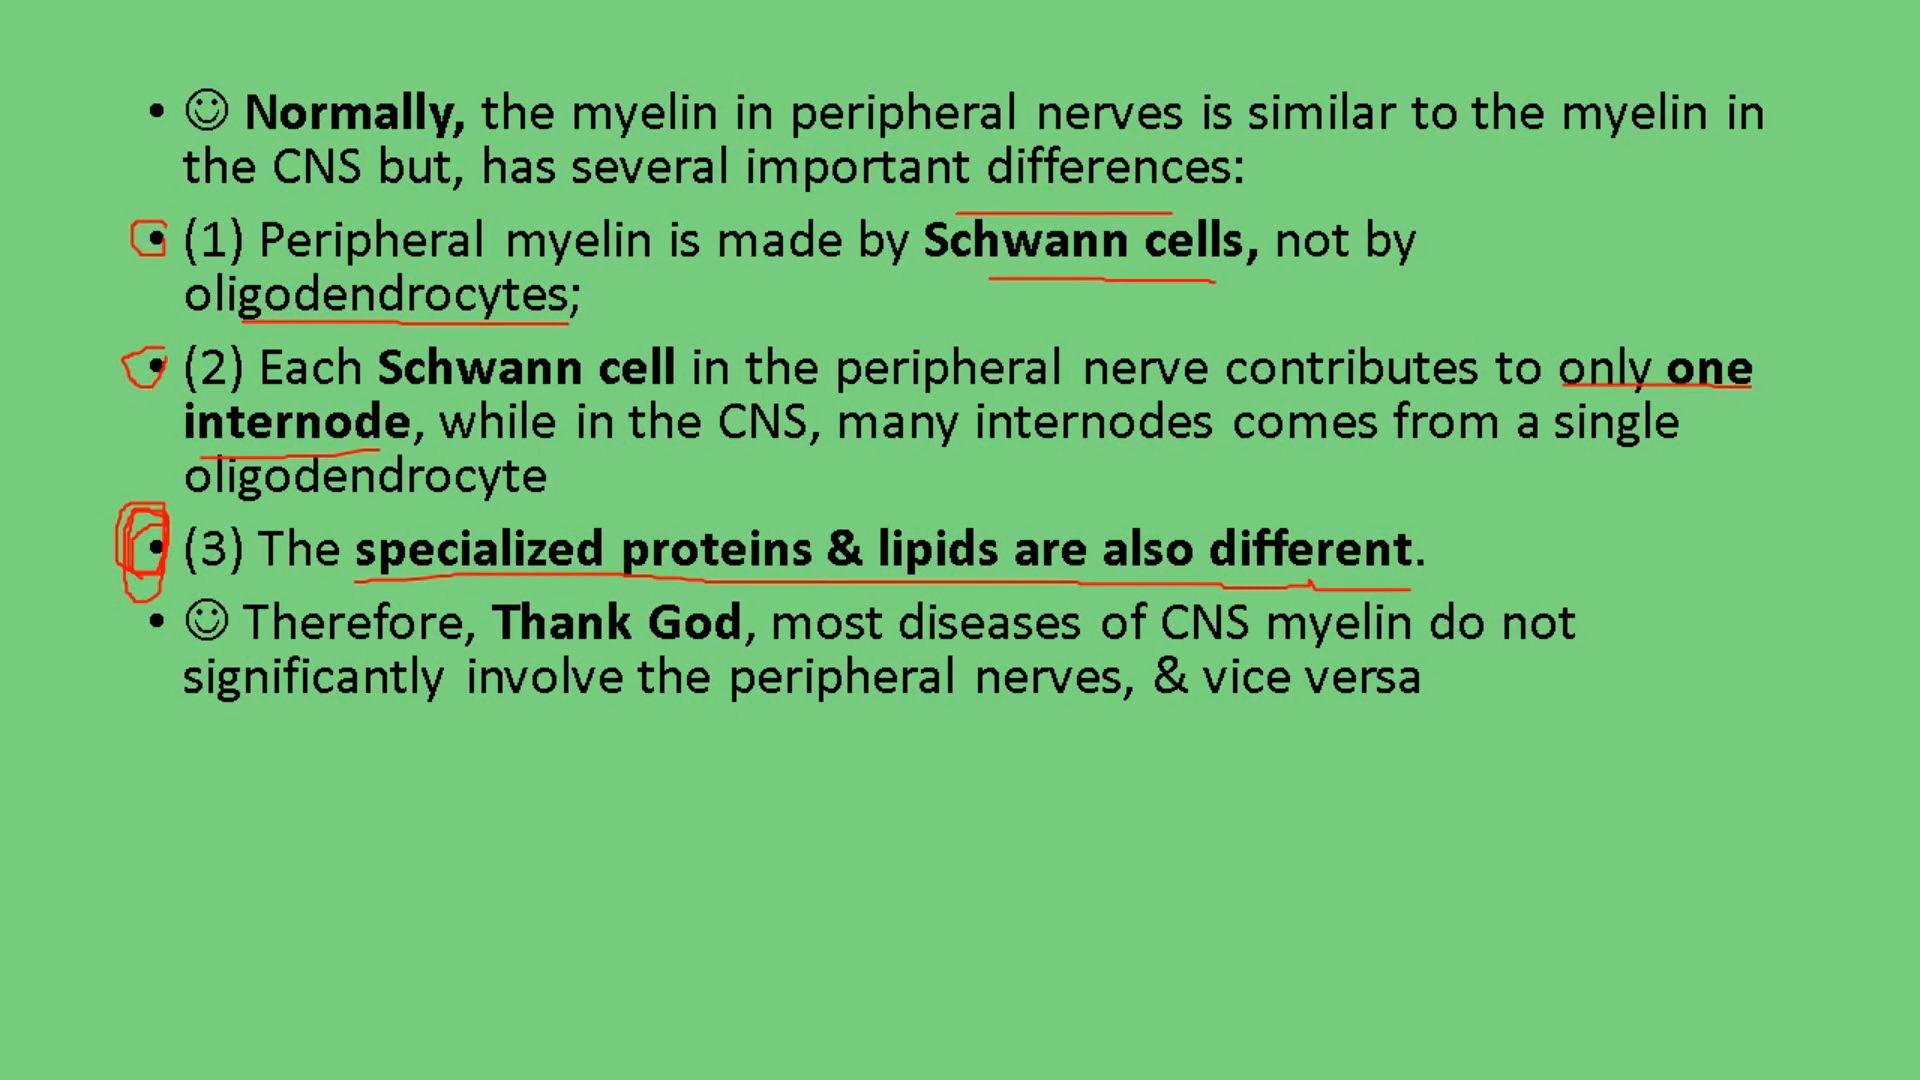 • ☺ Normally, the myelin in peripheral nerves is similar to the myelin in
the CNS but, has several important differences:
• (1) Peripheral myelin is made by Schwann cells, not by
oligodendrocytes;
• (2) Each Schwann cell in the peripheral nerve contributes to only one
internode, while in the CNS, many internodes comes from a single
oligodendrocyte
• (3) The specialized proteins & lipids are also different.
• ☺ Therefore, Thank God, most diseases of CNS myelin do not
significantly involve the peripheral nerves, & vice versa